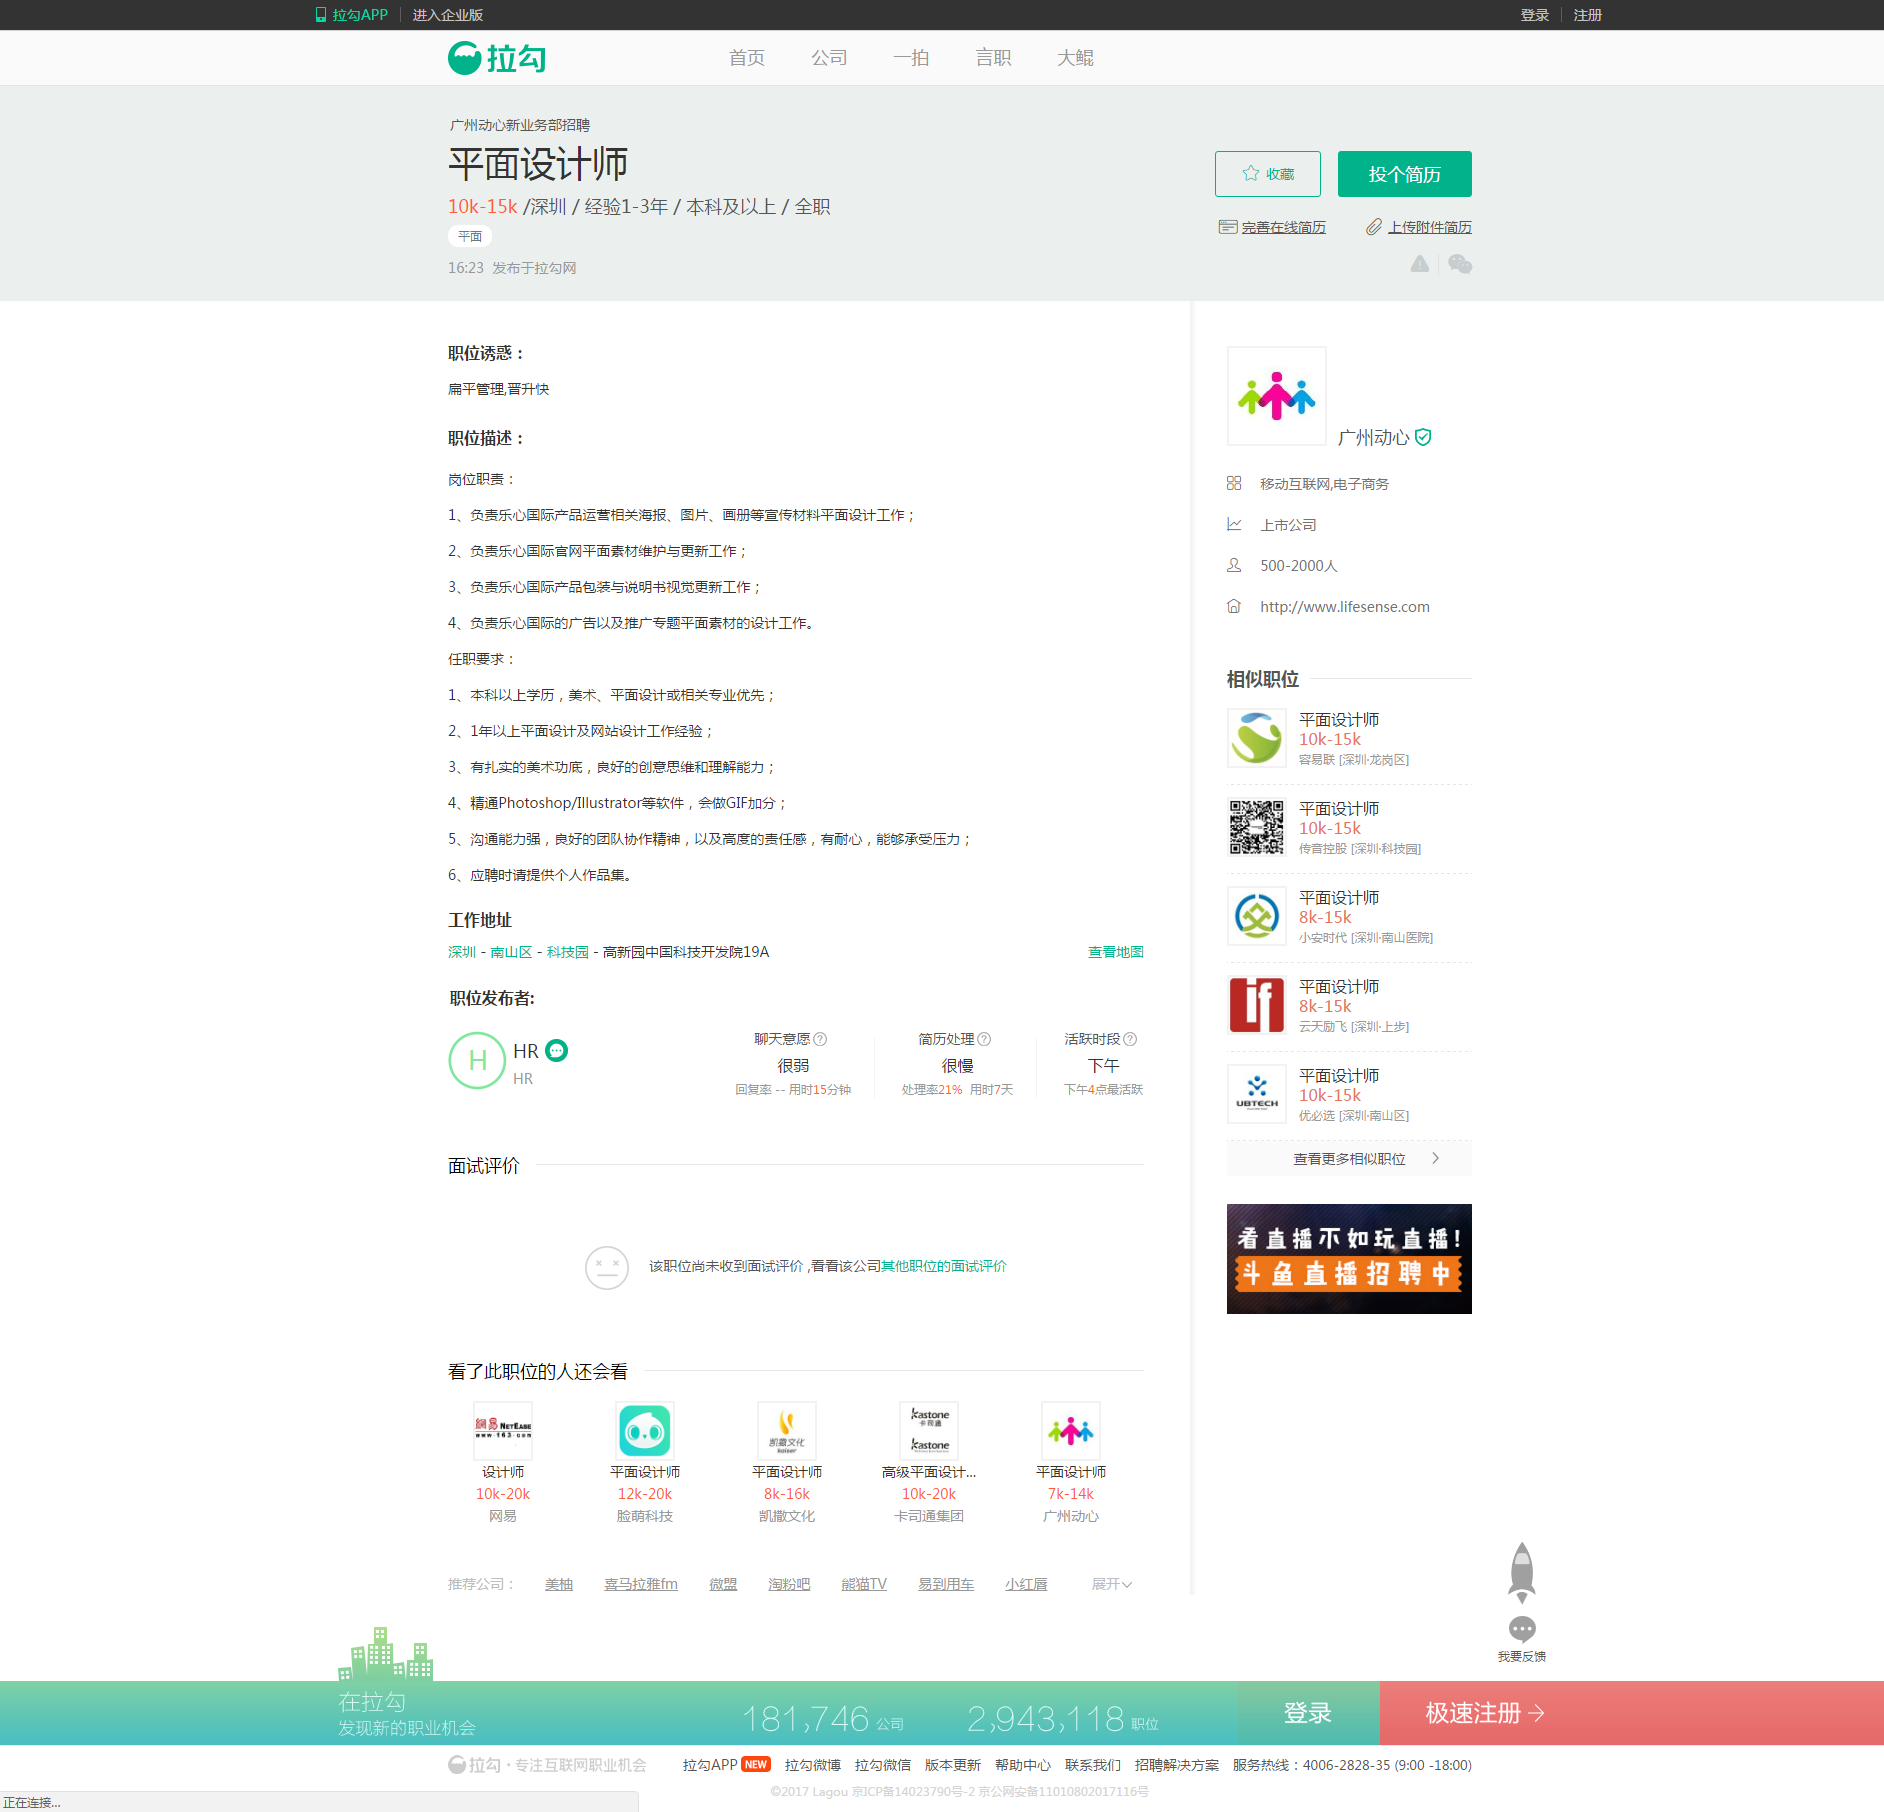 拉勾APP
进入企业版
登录
注册
拉勾
首页 公司 一拍 言职 大鲲
广州动心新业务部招聘
平面设计师
10k-15k /深圳 / 经验1-3年 / 本科及以上 / 全职
平面
16:23 发布于拉勾网
收藏
投个简历
完善在线简历
上传附件简历
职位诱惑：
扁平管理,晋升快
职位描述：
岗位职责：
1、负责乐心国际产品运营相关海报、图片、画册等宣传材料平面设计工作；
2、负责乐心国际官网平面素材维护与更新工作；
3、负责乐心国际产品包装与说明书视觉更新工作；
4、负责乐心国际的广告以及推广专题平面素材的设计工作。
任职要求：
1、本科以上学历，美术、平面设计或相关专业优先；
2、1年以上平面设计及网站设计工作经验；
3、有扎实的美术功底，良好的创意思维和理解能力；
4、精通Photoshop/Illustrator等软件，会做GIF加分；
5、沟通能力强，良好的团队协作精神，以及高度的责任感，有耐心，能够承受压力；
6、应聘时请提供个人作品集。
工作地址
深圳 - 南山区 - 科技园 - 高新园中国科技开发院19A
查看地图
职位发布者:
H
HR
HR
聊天意愿 ?
很弱
回复率 -- 用时15分钟
简历处理 ?
很慢
处理率21% 用时7天
活跃时段 ?
下午
下午4点最活跃
面试评价
该职位尚未收到面试评价 ,看看该公司其他职位的面试评价
看了此职位的人还会看
網易 NETEASE
www.163.com
设计师
10k-20k
网易
平面设计师
12k-20k
脸萌科技
凯撒文化
kaiser
平面设计师
8k-16k
凯撒文化
kastone
卡司通
kastone
高级平面设计...
10k-20k
卡司通集团
平面设计师
7k-14k
广州动心
推荐公司： 美柚 喜马拉雅fm 微盟 淘粉吧 熊猫TV 易到用车 小红唇 展开
广州动心
移动互联网,电子商务
上市公司
500-2000人
http://www.lifesense.com
相似职位
平面设计师
10k-15k
容易联 [深圳·龙岗区]
平面设计师
10k-15k
传音控股 [深圳·科技园]
平面设计师
8k-15k
小安时代 [深圳·南山医院]
if
平面设计师
8k-15k
云天励飞 [深圳·上步]
UBTECH
平面设计师
10k-15k
优必选 [深圳·南山区]
查看更多相似职位
看直播不如玩直播!
斗鱼直播招聘中
我要反馈
在拉勾
发现新的职业机会
181,746 公司
2,943,118 职位
登录
极速注册
拉勾·专注互联网职业机会
拉勾APP NEW 拉勾微博 拉勾微信 版本更新 帮助中心 联系我们 招聘解决方案 服务热线：4006-2828-35 (9:00 -18:00)
©2017 Lagou 京ICP备14023790号-2 京公网安备11010802017116号
正在连接...